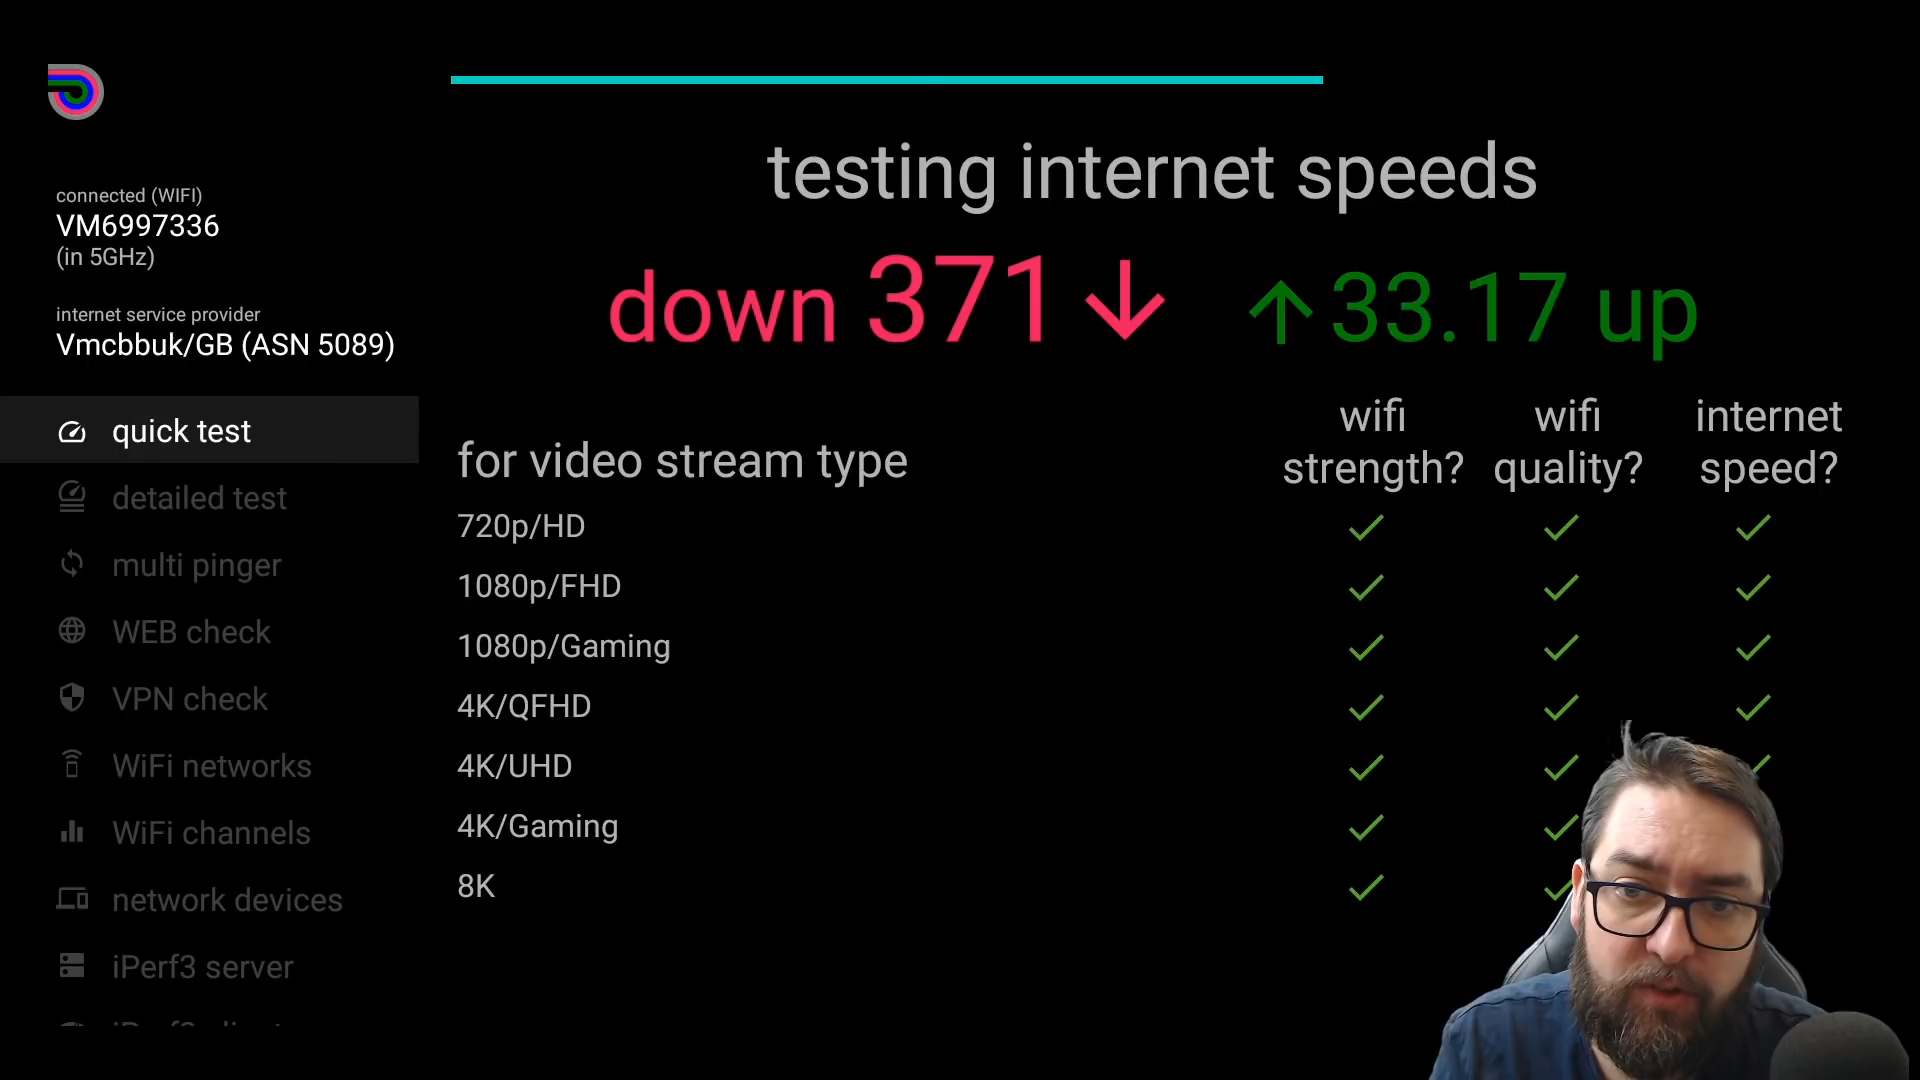 connected (WIFI)
VM6997336
(in 5GHz)
internet service provider
Vmcbbuk/GB (ASN 5089)
quick test
detailed test
multi pinger
WEB check
VPN check
WiFi networks
WiFi channels
network devices
iPerf3 server
testing internet speeds
down 371 ↓ ↑ 33.17 up
for video stream type
wifi strength?
wifi quality?
internet speed?
720p/HD
1080p/FHD
1080p/Gaming
4K/QFHD
4K/UHD
4K/Gaming
8K